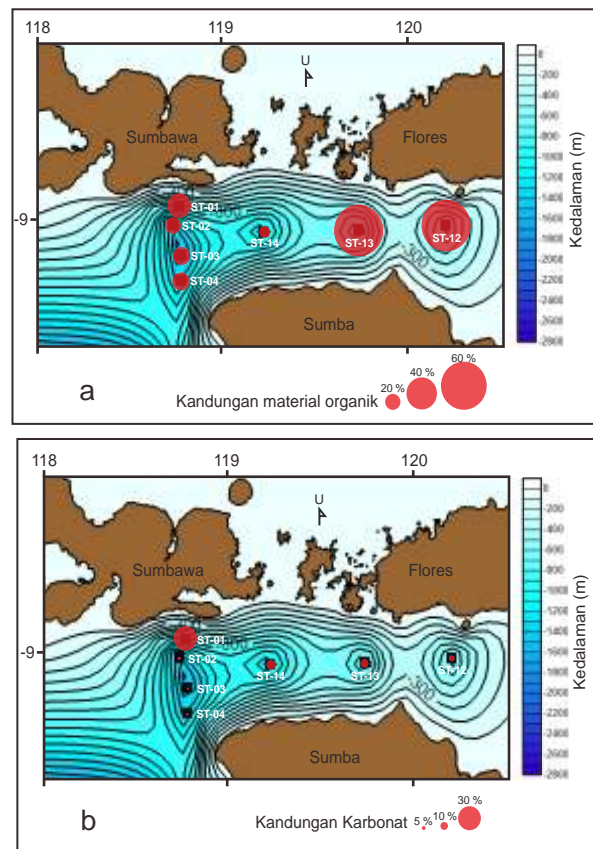 118 119 120
U
Sumbawa Flores
ST-01
-9 ST-02
ST-14 ST-13 ST-12
ST-03
-300
ST-04
Sumba
0
-200
-400
-600
-800
-1000
-1200
-1400
-1600
-1800
-2000
-2200
-2400
-2600
-2800
Kedalaman (m)
a
Kandungan material organik 20 % 40 % 60 %
118 119 120
U
Sumbawa Flores
ST-01
-9 ST-02
ST-14 ST-13 ST-12
ST-03
-300
ST-04
Sumba
0
-200
-400
-600
-800
-1000
-1200
-1400
-1600
-1800
-2000
-2200
-2400
-2600
-2800
Kedalaman (m)
b
Kandungan Karbonat 5 % 10 % 30 %